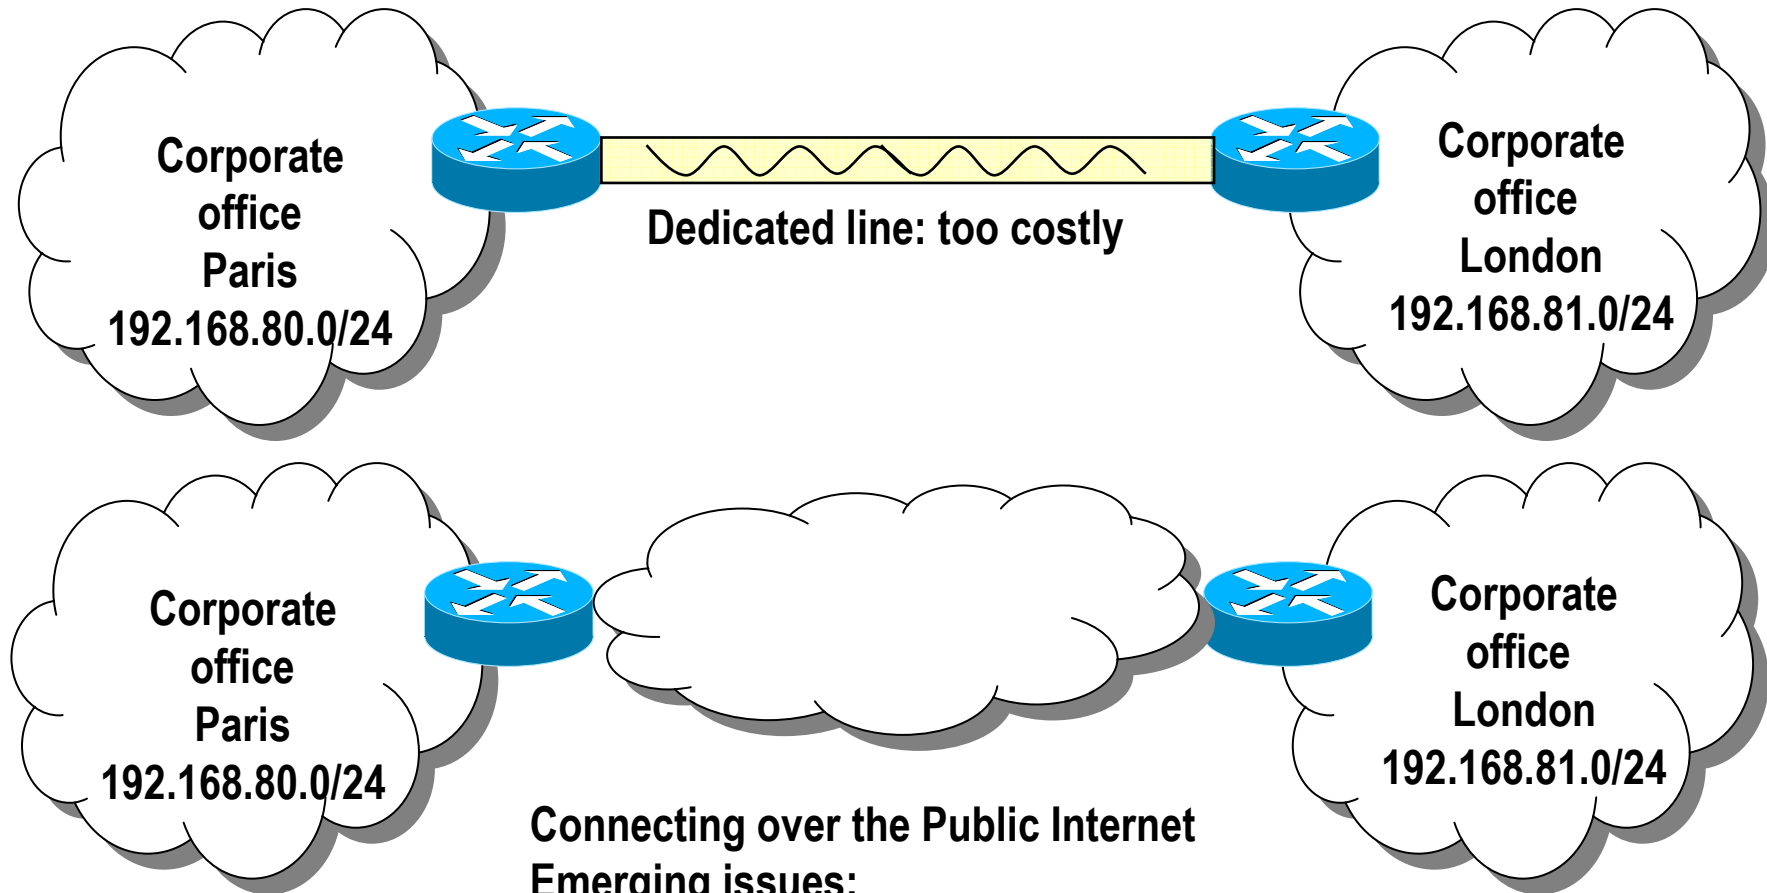 Corporate
office
Paris
192.168.80.0/24
Dedicated line: too costly
Corporate
office
London
192.168.81.0/24
Corporate
office
Paris
192.168.80.0/24
Corporate
office
London
192.168.81.0/24
Connecting over the Public Internet
Emerging issues: